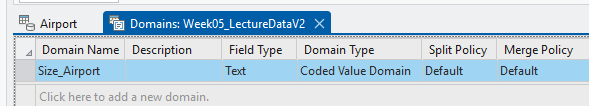 Airport Domains: Week05_LectureDataV2
Domain Name Description Field Type Domain Type Split Policy Merge Policy
Size_Airport Text Coded Value Domain Default Default
Click here to add a new domain.